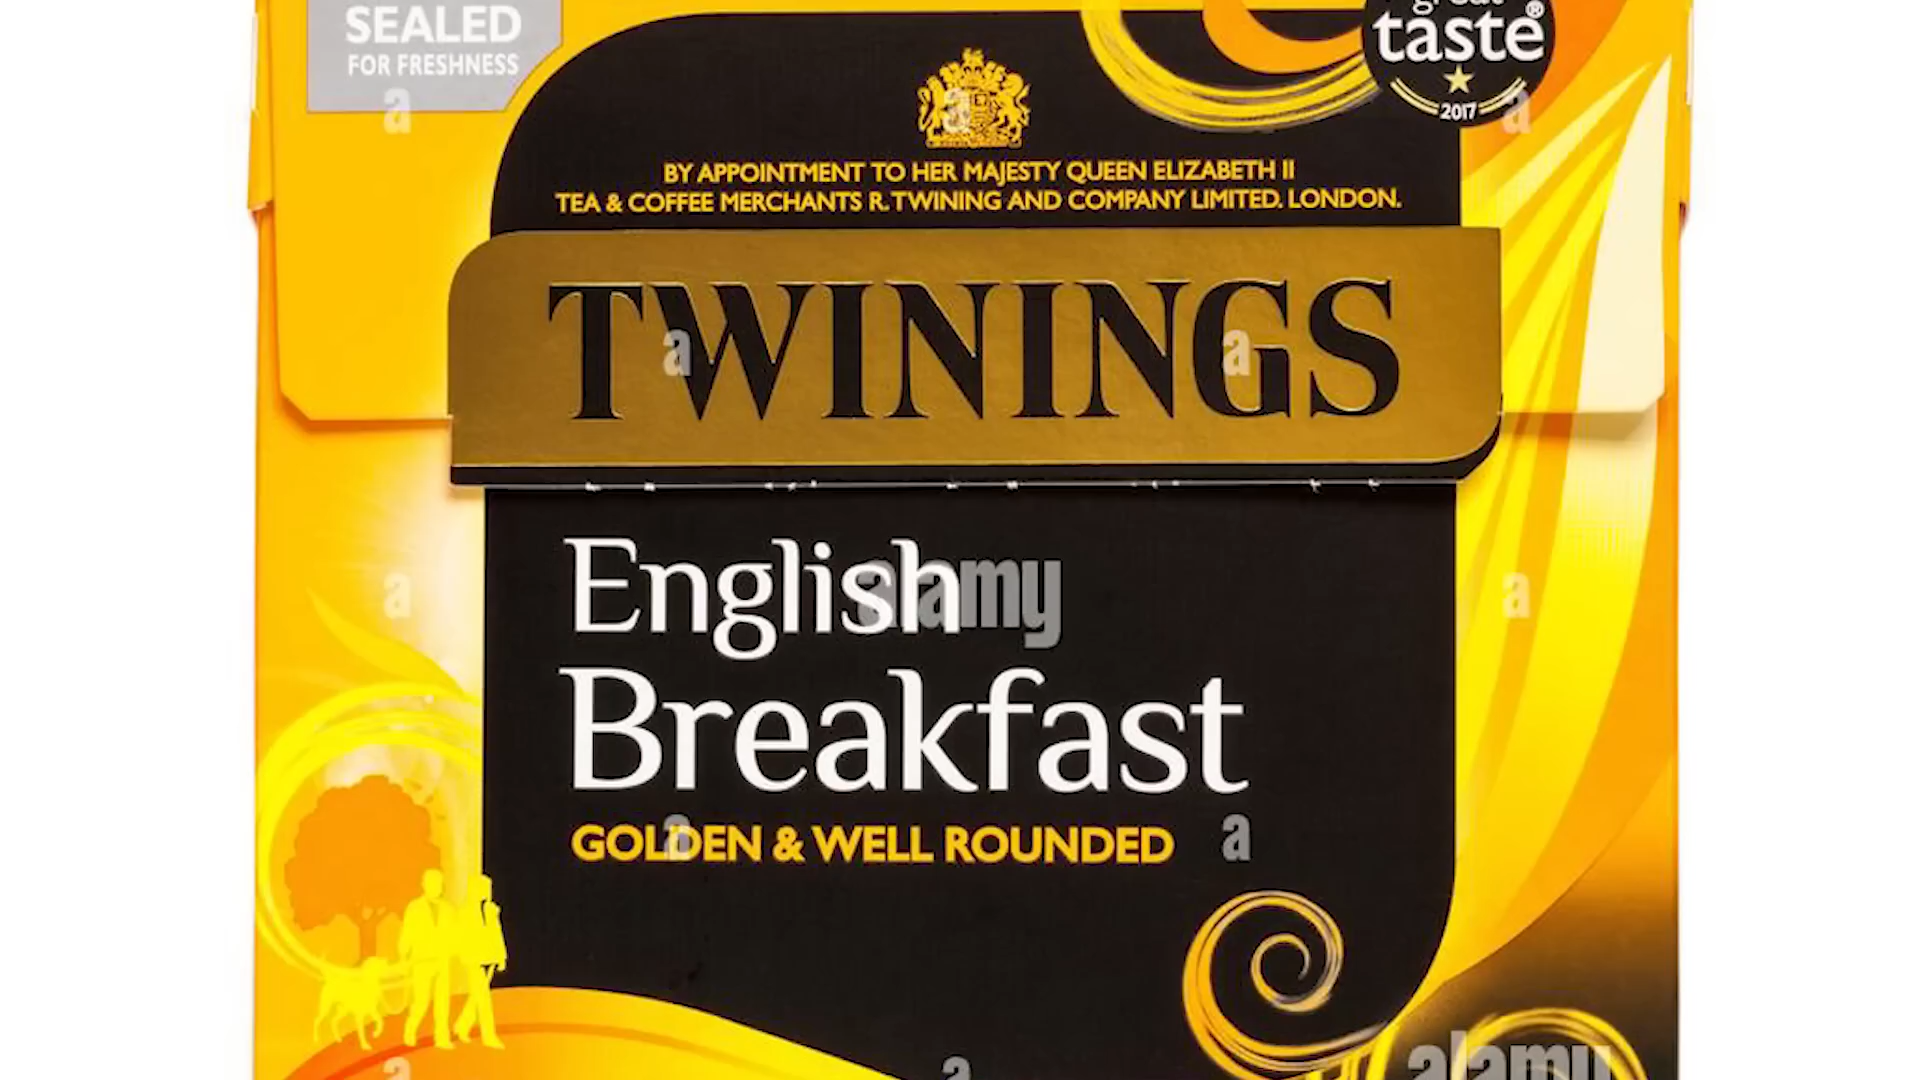 SEALED
FOR FRESHNESS
great
taste®
2017
BY APPOINTMENT TO HER MAJESTY QUEEN ELIZABETH II
TEA & COFFEE MERCHANTS R. TWINING AND COMPANY LIMITED. LONDON.
TWININGS
English
alamy
Breakfast
GOLDEN & WELL ROUNDED
a
a
a
a
a
a
a
a
a
a
a
alamy